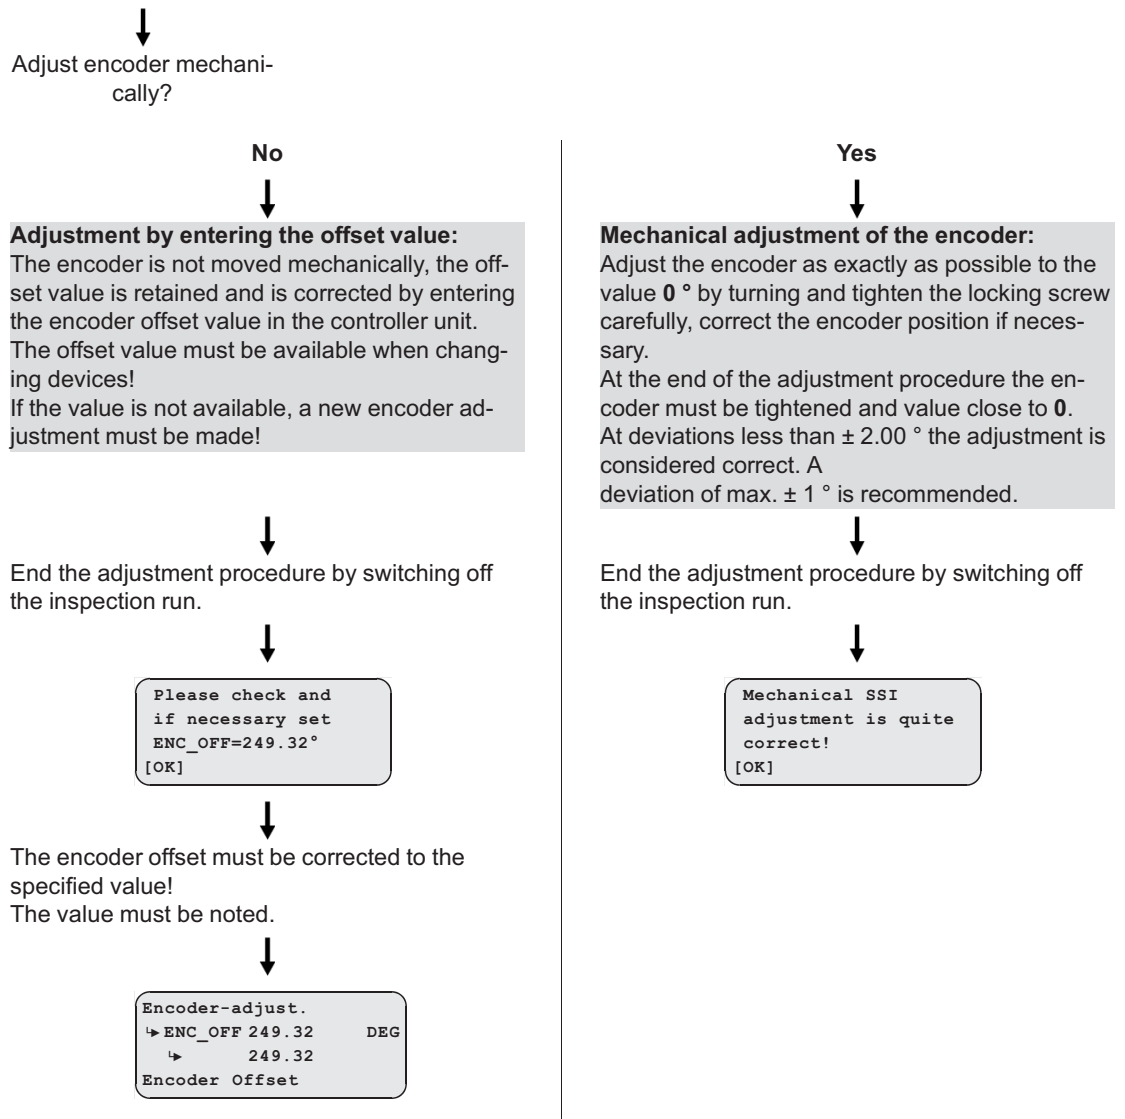 Adjust encoder mechani-
cally?
No
Adjustment by entering the offset value:
The encoder is not moved mechanically, the off-
set value is retained and is corrected by entering
the encoder offset value in the controller unit.
The offset value must be available when chang-
ing devices!
If the value is not available, a new encoder ad-
justment must be made!
End the adjustment procedure by switching off
the inspection run.
Please check and
if necessary set
ENC_OFF=249.32°
[OK]
The encoder offset must be corrected to the
specified value!
The value must be noted.
Encoder-adjust.
↳ ENC_OFF 249.32 DEG
↳ 249.32
Encoder Offset
Yes
Mechanical adjustment of the encoder:
Adjust the encoder as exactly as possible to the
value 0 ° by turning and tighten the locking screw
carefully, correct the encoder position if neces-
sary.
At the end of the adjustment procedure the en-
coder must be tightened and value close to 0.
At deviations less than ± 2.00 ° the adjustment is
considered correct. A
deviation of max. ± 1 ° is recommended.
End the adjustment procedure by switching off
the inspection run.
Mechanical SSI
adjustment is quite
correct!
[OK]